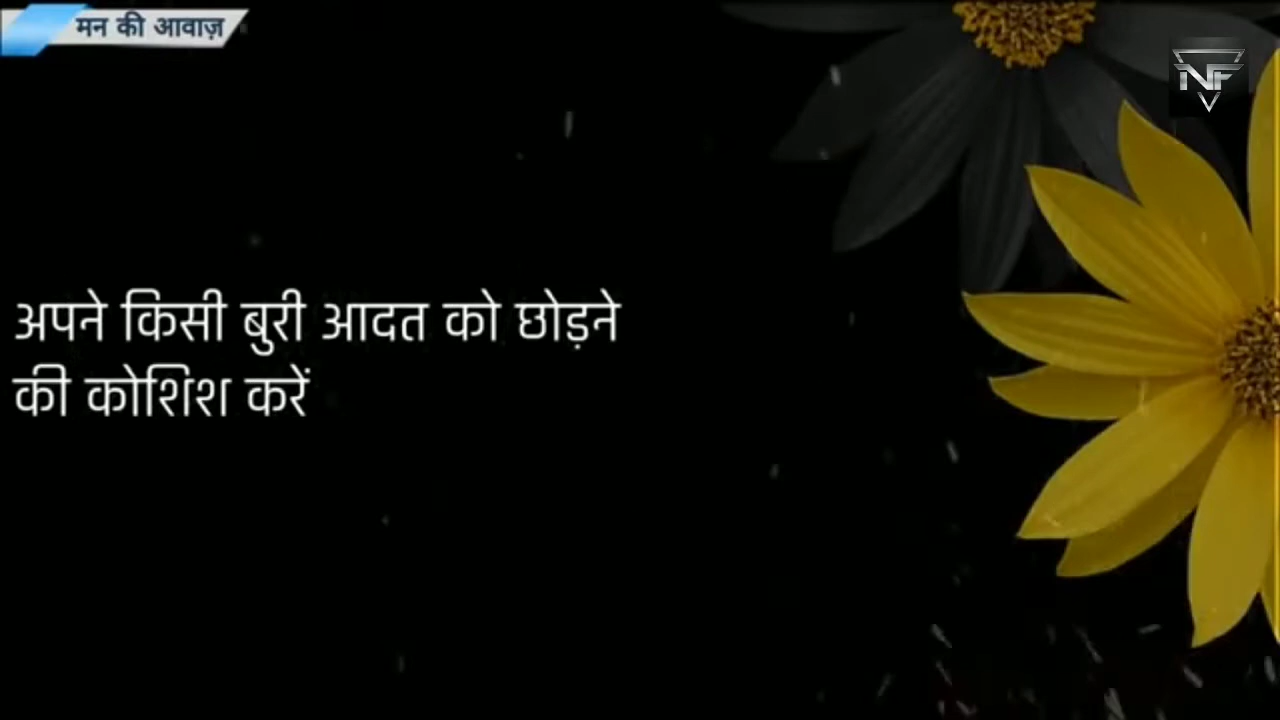 मन की आवाज़
NF
अपने किसी बुरी आदत को छोड़ने
की कोशिश करें